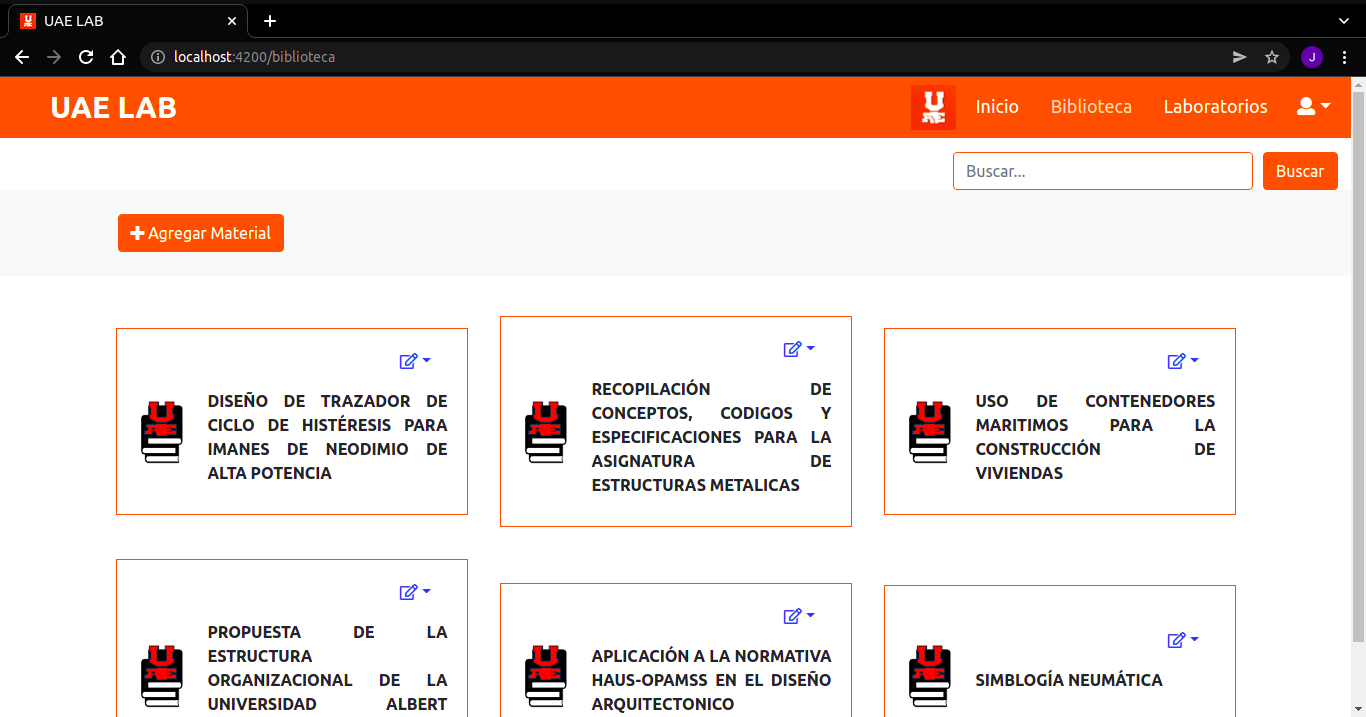 UAE LAB
localhost:4200/biblioteca
J
UAE LAB
UAE
Inicio
Biblioteca
Laboratorios
Buscar...
Buscar
Agregar Material
DISEÑO DE TRAZADOR DE
CICLO DE HISTÉRESIS PARA
IMANES DE NEODIMIO DE
ALTA POTENCIA
RECOPILACIÓN DE
CONCEPTOS, CODIGOS Y
ESPECIFICACIONES PARA LA
ASIGNATURA DE
ESTRUCTURAS METALICAS
USO DE CONTENEDORES
MARITIMOS PARA LA
CONSTRUCCIÓN DE
VIVIENDAS
PROPUESTA DE LA
ESTRUCTURA
ORGANIZACIONAL DE LA
UNIVERSIDAD ALBERT
APLICACIÓN A LA NORMATIVA
HAUS-OPAMSS EN EL DISEÑO
ARQUITECTONICO
SIMBLOGÍA NEUMÁTICA